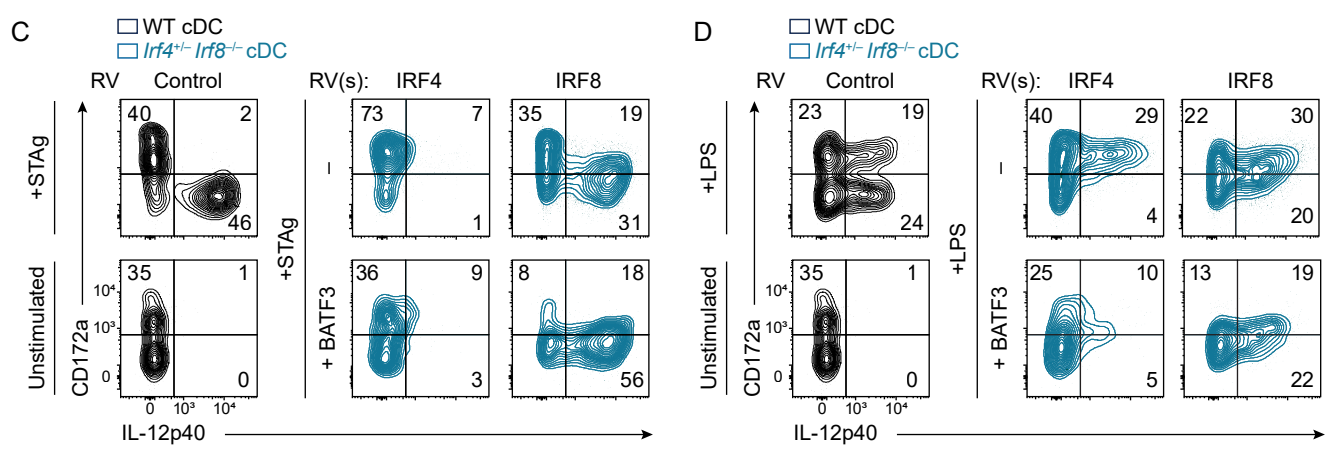 C
WT cDC
Irf4+/– Irf8–/– cDC
RV Control RV(s): IRF4 IRF8
+STAg
40 2
46
–
73 7
1
35 19
31
+STAg
Unstimulated
CD172a
10⁴
10³
0
35 1
0
0 10³ 10⁴
+ BATF3
36 9
3
8 18
56
IL-12p40
D
WT cDC
Irf4+/– Irf8–/– cDC
RV Control RV(s): IRF4 IRF8
+LPS
23 19
24
–
40 29
4
22 30
20
+LPS
Unstimulated
CD172a
10⁴
10³
0
35 1
0
0 10³ 10⁴
+ BATF3
25 10
5
13 19
22
IL-12p40